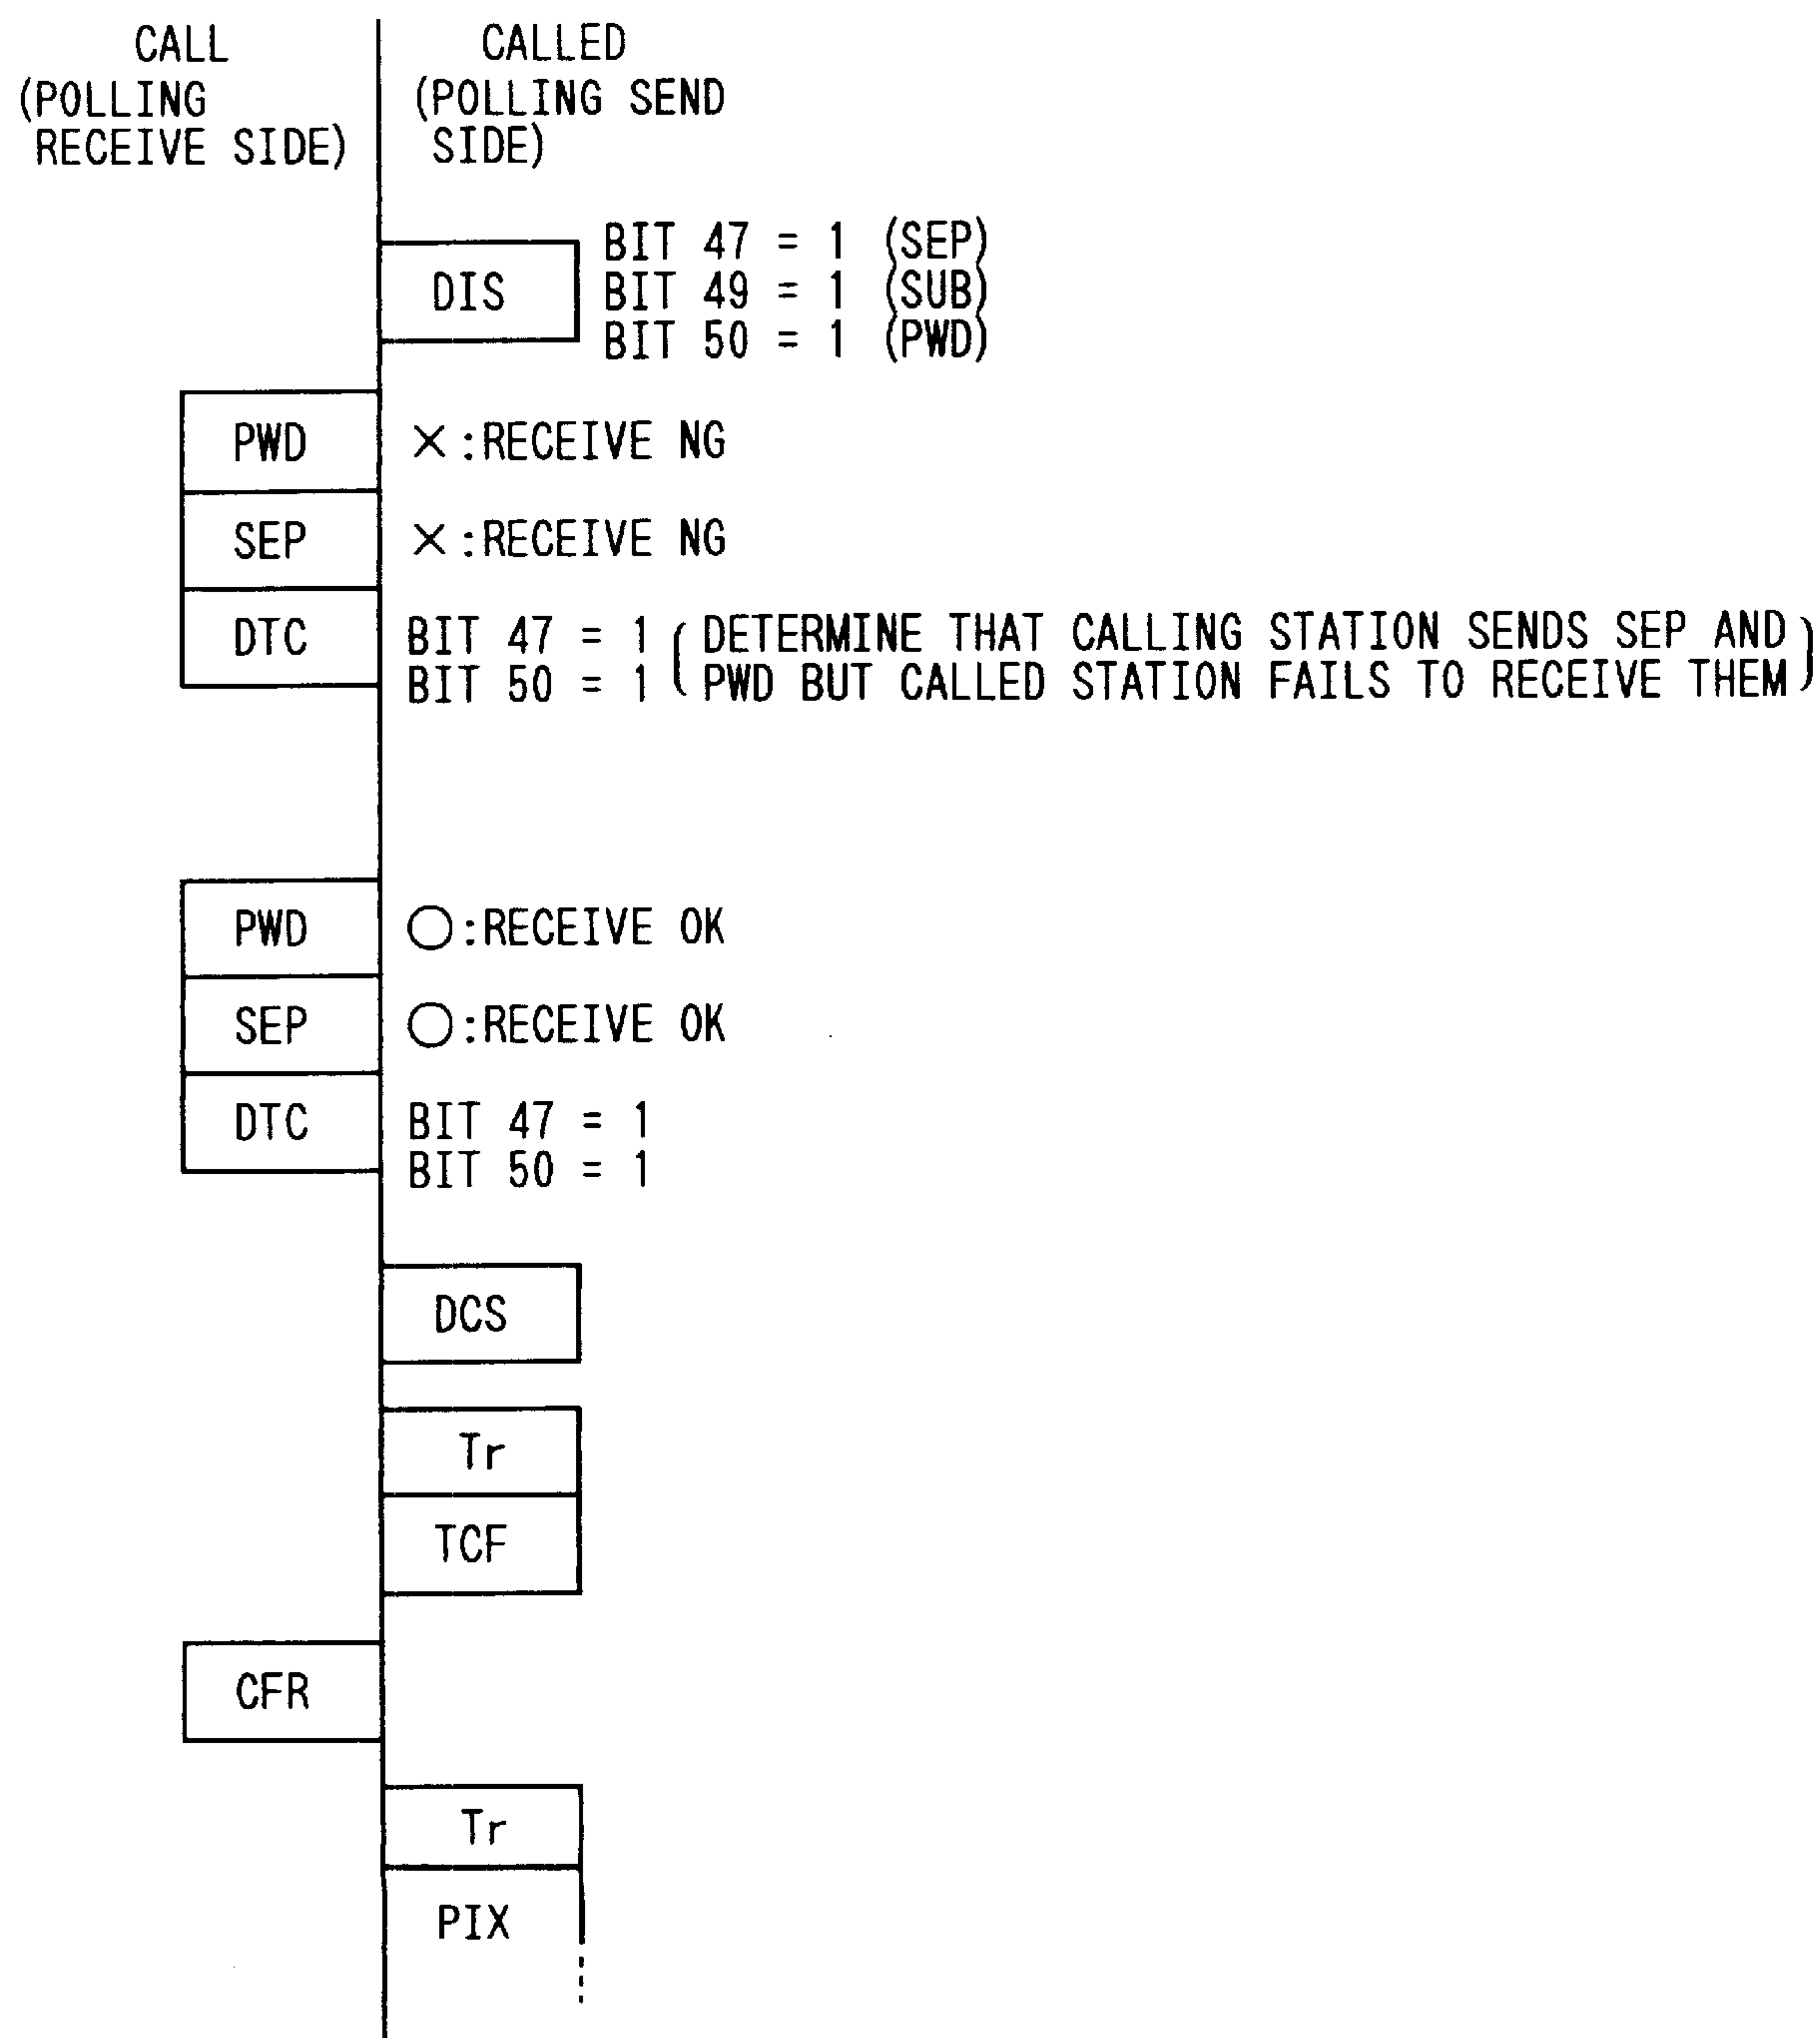 CALL
(POLLING
RECEIVE SIDE)
CALLED
(POLLING SEND
SIDE)
DIS
BIT 47 = 1 (SEP)
BIT 49 = 1 (SUB)
BIT 50 = 1 (PWD)
PWD
×:RECEIVE NG
SEP
×:RECEIVE NG
DTC
BIT 47 = 1
BIT 50 = 1
(DETERMINE THAT CALLING STATION SENDS SEP AND
PWD BUT CALLED STATION FAILS TO RECEIVE THEM)
PWD
○:RECEIVE OK
SEP
○:RECEIVE OK
DTC
BIT 47 = 1
BIT 50 = 1
DCS
Tr
TCF
CFR
Tr
PIX